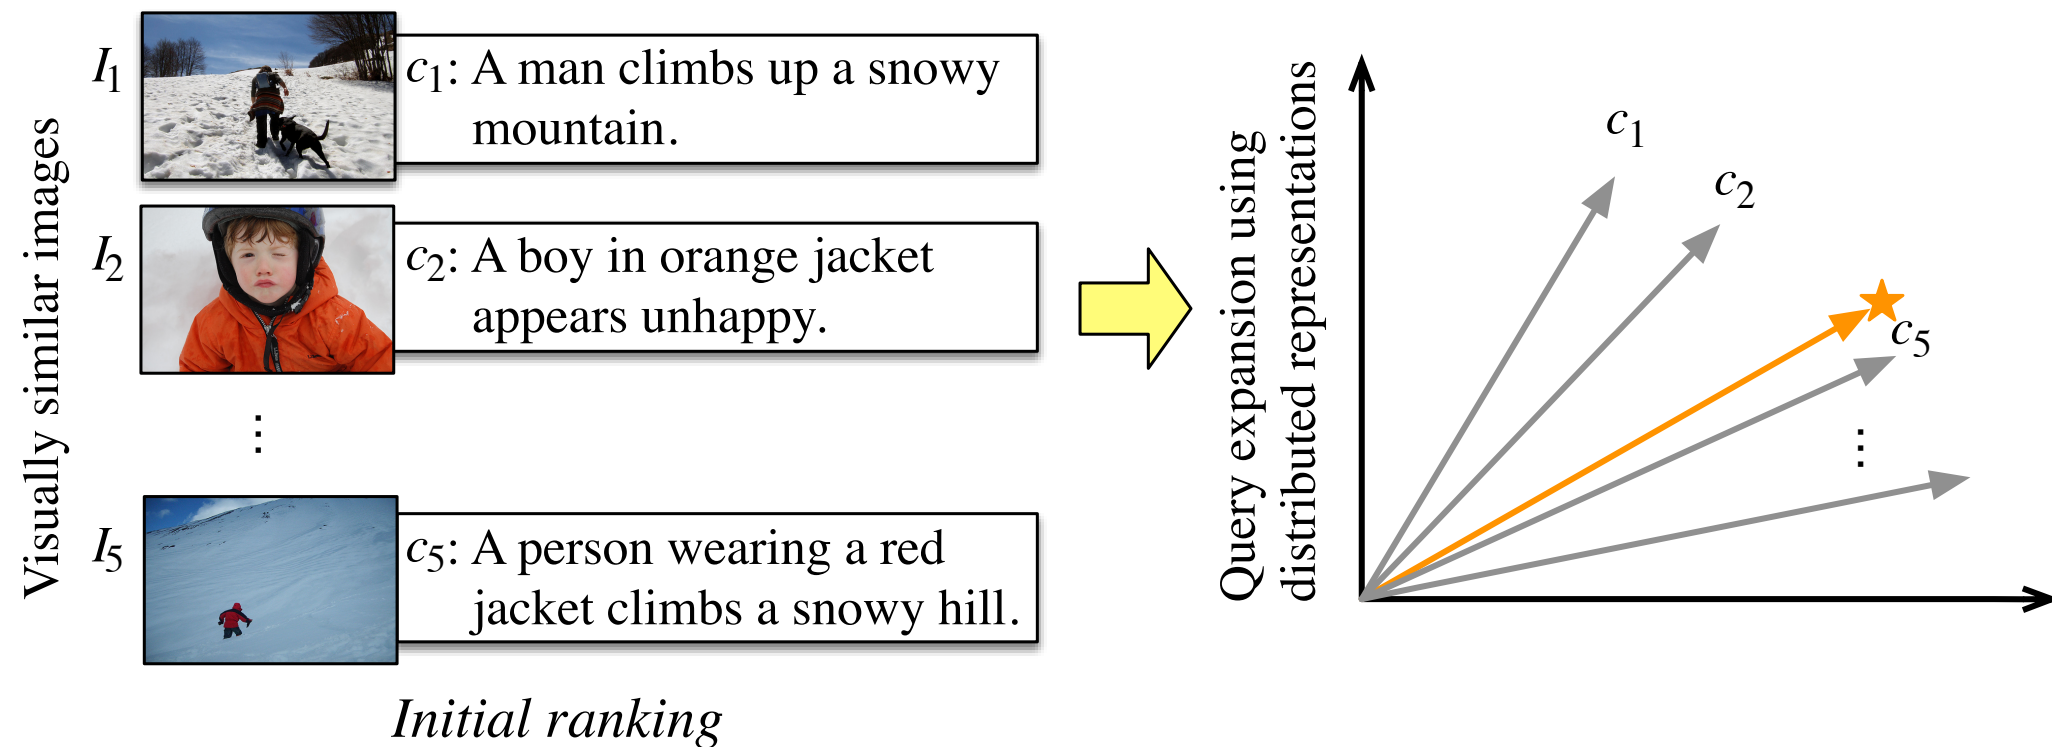 Visually similar images
I1
c1: A man climbs up a snowy
mountain.
I2
c2: A boy in orange jacket
appears unhappy.
⋮
I5
c5: A person wearing a red
jacket climbs a snowy hill.
Initial ranking
Query expansion using
distributed representations
c1
c2
c5
⋮